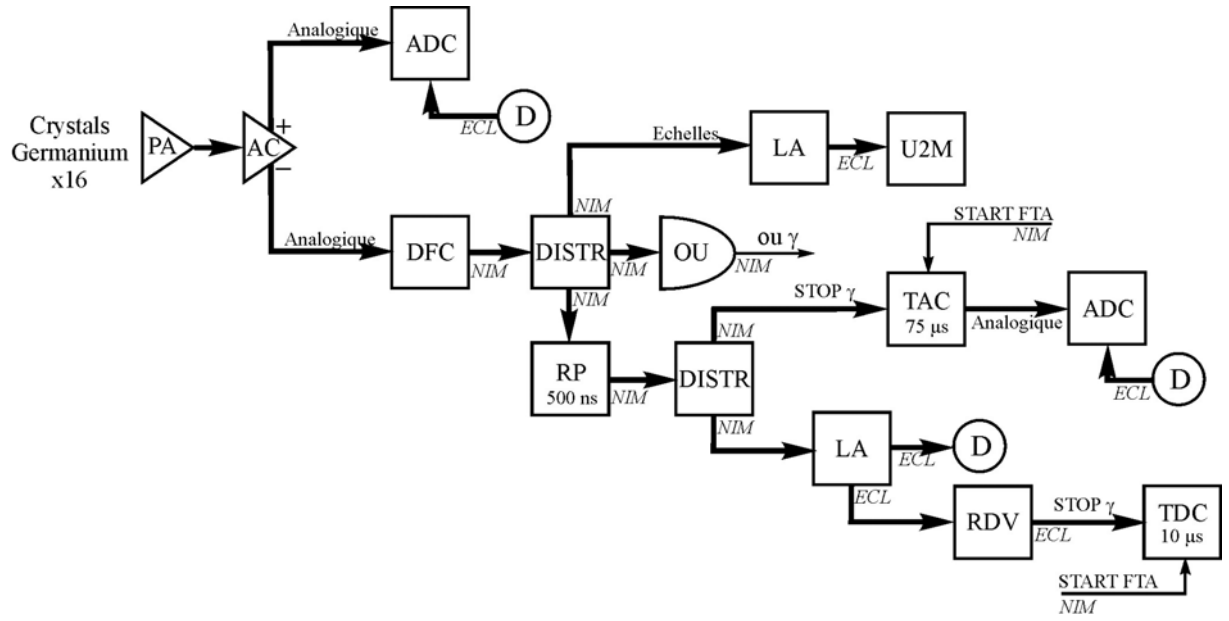 Analogique
ADC
ECL
D
Crystals
Germanium
x16
PA
AC
+
−
Echelles
LA
ECL
U2M
NIM
Analogique
DFC
NIM
DISTR
NIM
OU
ou γ
NIM
NIM
START FTA
NIM
STOP γ
TAC
75 µs
Analogique
ADC
NIM
RP
500 ns
NIM
DISTR
NIM
ECL
D
LA
ECL
D
ECL
RDV
STOP γ
ECL
TDC
10 µs
START FTA
NIM